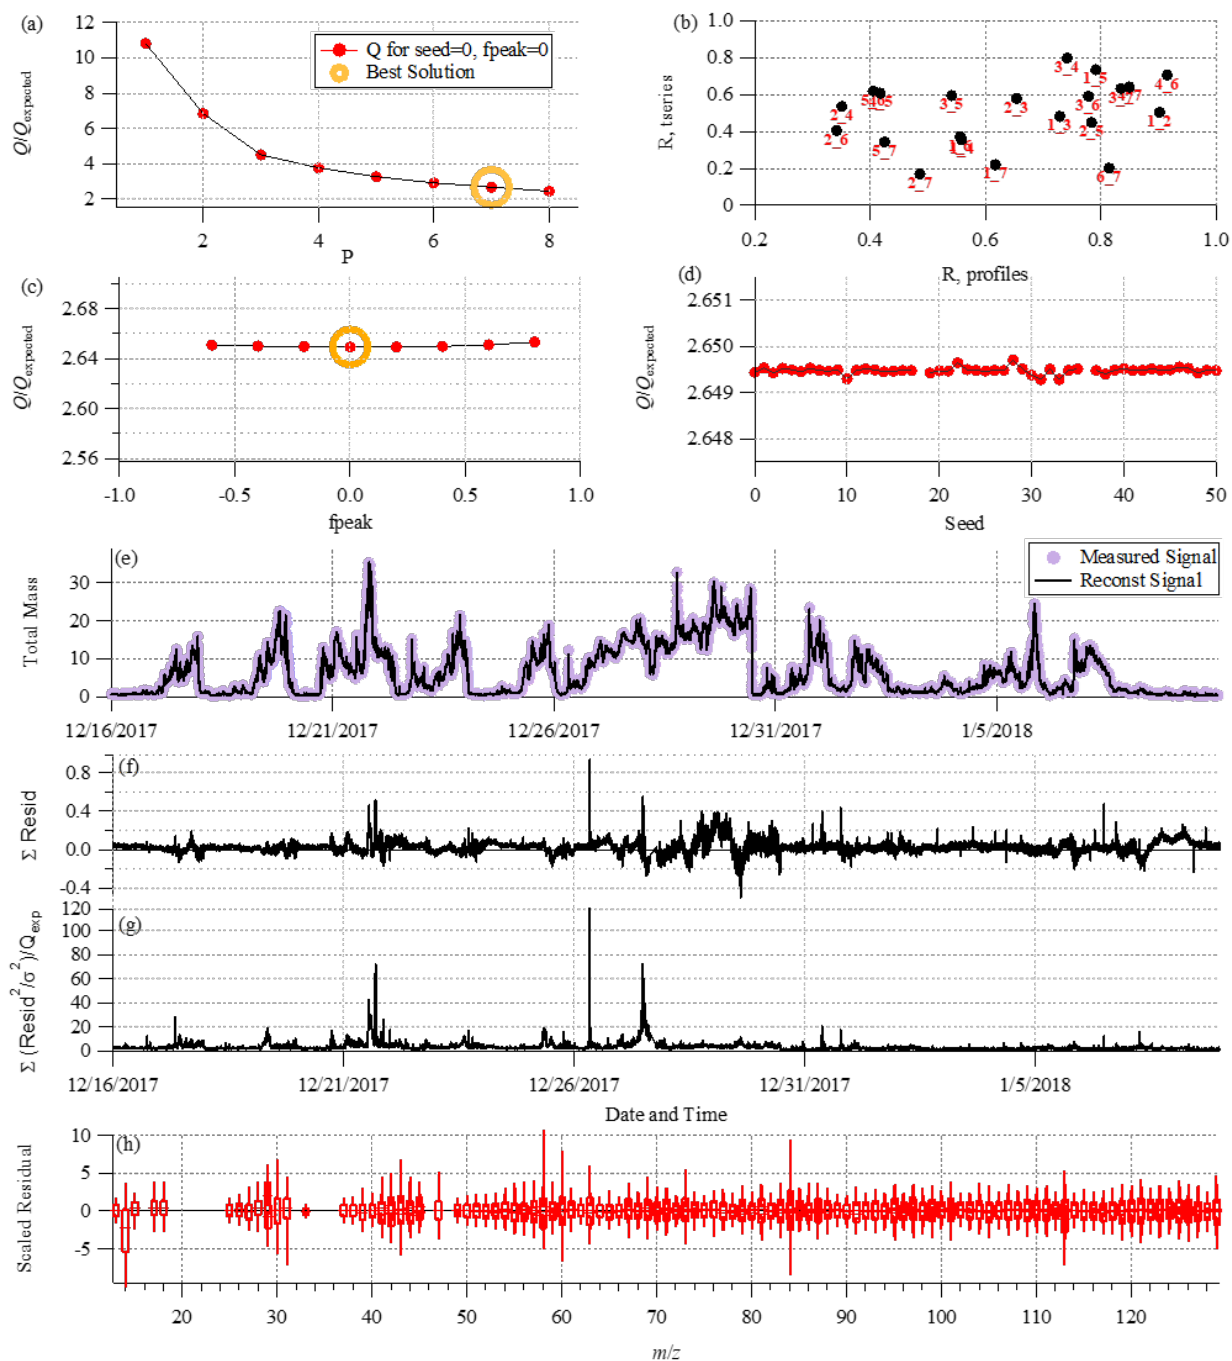 (a)
12
10
8
6
4
2
Q/Qexpected
Q for seed=0, fpeak=0
Best Solution
2 4 6 8
P
(b)
1.0
0.8
0.6
0.4
0.2
0
R, tseries
3_4
1_5
4_6
3_5
2_3
3_6
1_2
2_4
1_3
2_5
2_6
5_7
2_7
1_7
6_7
0.2 0.4 0.6 0.8 1.0
R, profiles
(c)
2.68
2.64
2.60
2.56
Q/Qexpected
-1.0 -0.5 0.0 0.5 1.0
fpeak
(d)
2.651
2.650
2.649
2.648
Q/Qexpected
0 10 20 30 40 50
Seed
(e)
Measured Signal
Reconst Signal
30
20
10
0
Total Mass
12/16/2017 12/21/2017 12/26/2017 12/31/2017 1/5/2018
(f)
0.8
0.4
0.0
-0.4
Σ Resid
(g)
120
100
80
60
40
20
0
Σ (Resid²/σ²)/Qexp
12/16/2017 12/21/2017 12/26/2017 12/31/2017 1/5/2018
Date and Time
(h)
10
5
0
-5
Scaled Residual
20 30 40 50 60 70 80 90 100 110 120
m/z